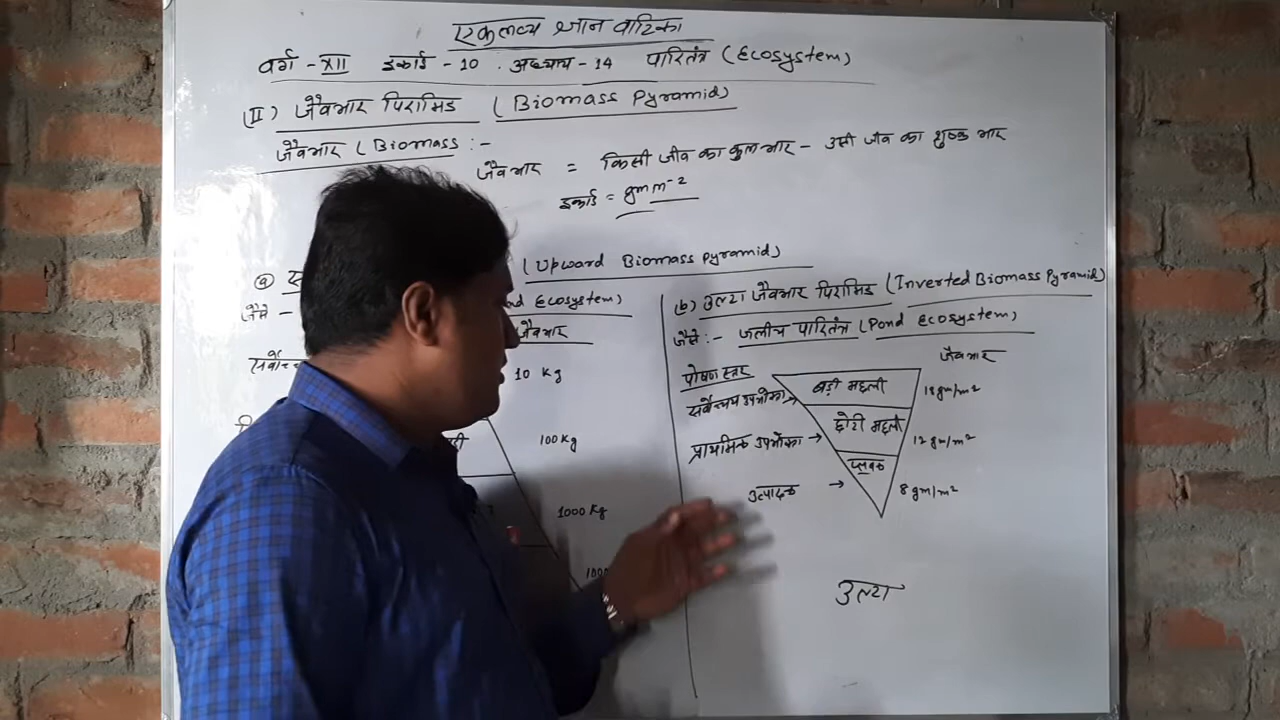 एकलव्य ज्ञान वाटिका
वर्ग - XII इकाई - 10 . अध्याय - 14 पारितंत्र (Ecosystem)
(II) जैवभार पिरामिड (Biomass Pyramid)
जैवभार (Biomass :-
जैवभार = किसी जीव का कुल भार - उसी जीव का शुष्क भार
इकाई = gm m⁻²
(a) (Upward Biomass pyramid)
जैसे - Ecosystem)
जैवभार
10 Kg
100 Kg
1000 Kg
(b) उल्टा जैवभार पिरामिड (Inverted Biomass Pyramid)
जैसे :- जलीय पारितंत्र (Pond Ecosystem)
जैवभार
पोषण स्तर
सर्वोच्चय उपभोक्ता → बड़ी मछली 18 gm/m²
प्राथमिक उपभोक्ता → छोटी मछली 12 gm/m²
उत्पादक → प्लवक 8 gm/m²
उल्टा